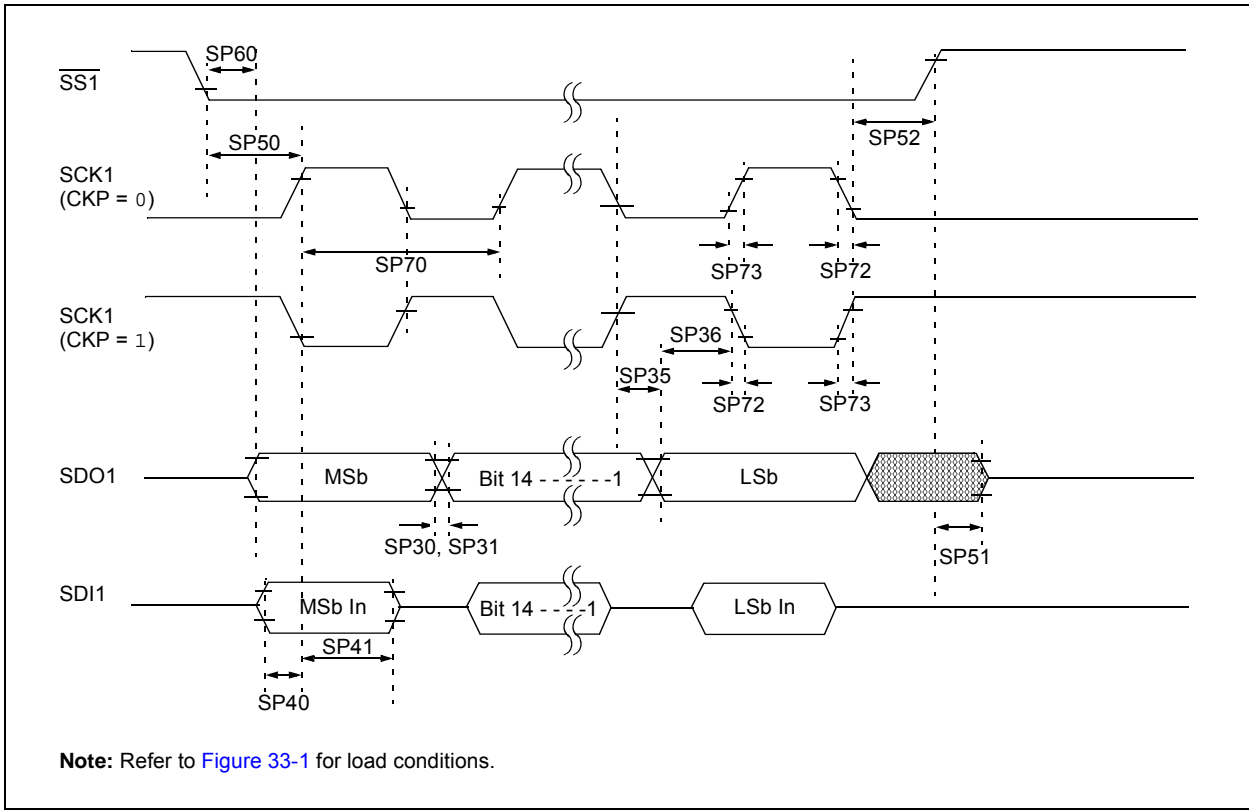 SP60
SS1
SP50
SP52
SCK1
(CKP = 0)
SP70
SP73
SP72
SCK1
(CKP = 1)
SP36
SP35
SP72
SP73
SDO1
MSb
Bit 14 - - - - - -1
LSb
SP30, SP31
SP51
SDI1
MSb In
Bit 14 - - - -1
LSb In
SP41
SP40
Note: Refer to Figure 33-1 for load conditions.